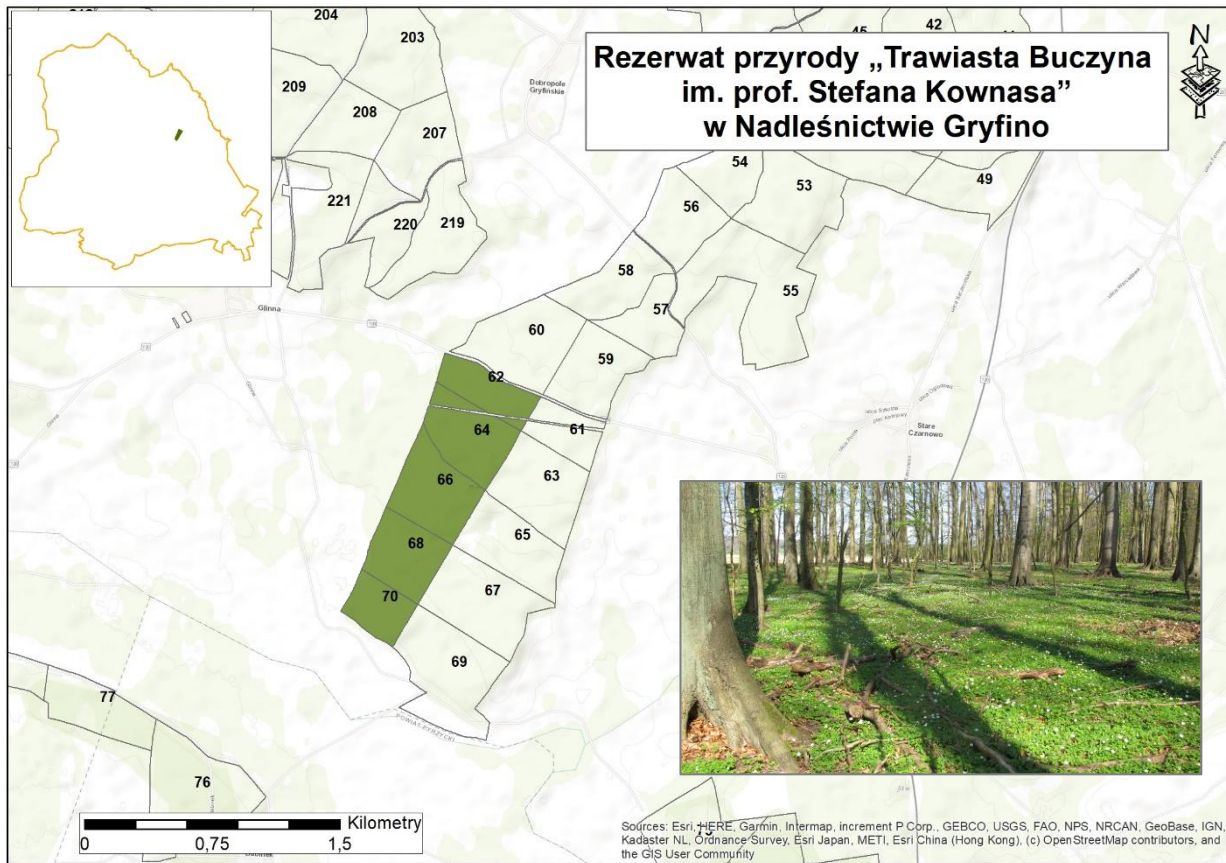 Rezerwat przyrody „Trawiasta Buczyna
im. prof. Stefana Kownasa”
w Nadleśnictwie Gryfino
N
204
203
42
45
209
208
207
Dobropole
Gryfińskie
54
53
49
221
220
219
56
58
57
55
Glinna
60
59
62
61
64
63
66
65
68
67
70
69
Stare
Czarnowo
ulica Szkolna
77
76
POWIAT PYRZYCKI
Kilometry
0
0,75
1,5
Sources: Esri, HERE, Garmin, Intermap, increment P Corp., GEBCO, USGS, FAO, NPS, NRCAN, GeoBase, IGN,
Kadaster NL, Ordnance Survey, Esri Japan, METI, Esri China (Hong Kong), (c) OpenStreetMap contributors, and
the GIS User Community